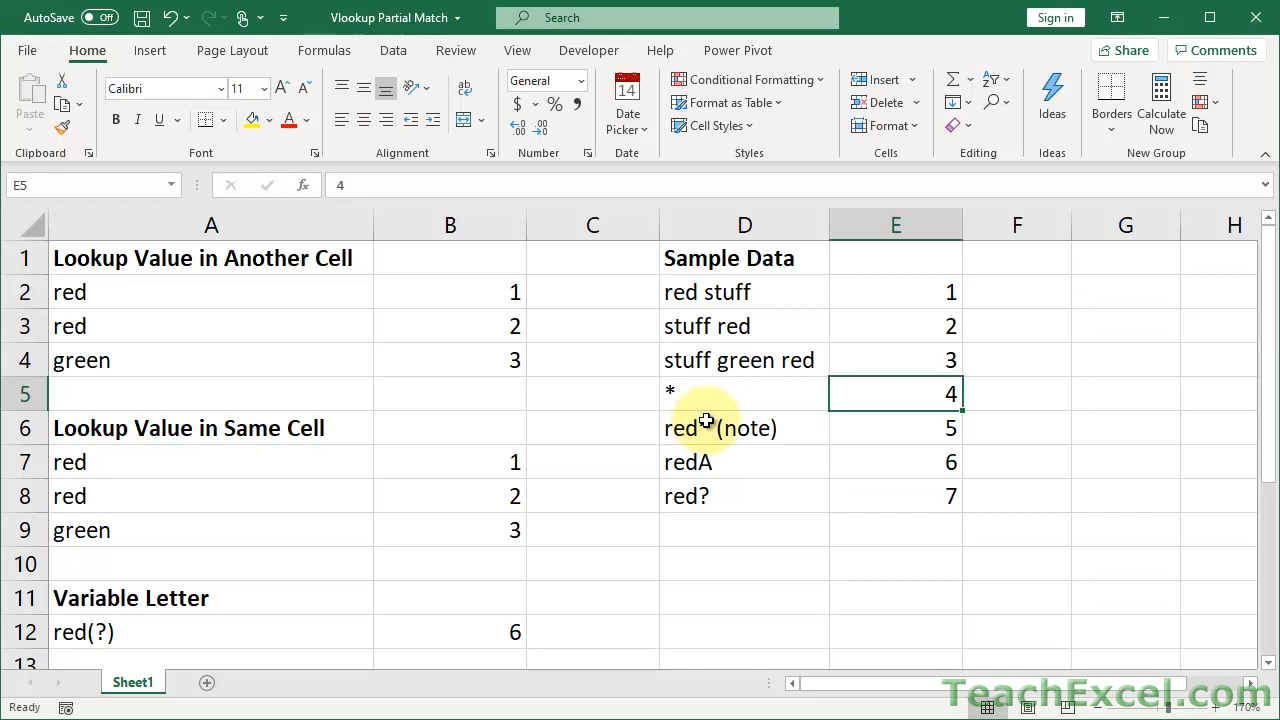 AutoSave Off Vlookup Partial Match Search Sign in
File Home Insert Page Layout Formulas Data Review View Developer Help Power Pivot Share Comments
Paste Calibri 11 General Date Picker Conditional Formatting Format as Table Cell Styles Insert Delete Format Ideas Borders Calculate Now
Clipboard Font Alignment Number Date Styles Cells Editing Ideas New Group
E5 fx 4
A B C D E F G H
1 Lookup Value in Another Cell Sample Data
2 red 1 red stuff 1
3 red 2 stuff red 2
4 green 3 stuff green red 3
5 * 4
6 Lookup Value in Same Cell red* (note) 5
7 red 1 redA 6
8 red 2 red? 7
9 green 3
10
11 Variable Letter
12 red(?) 6
13
Sheet1
Ready 170%
TeachExcel.com